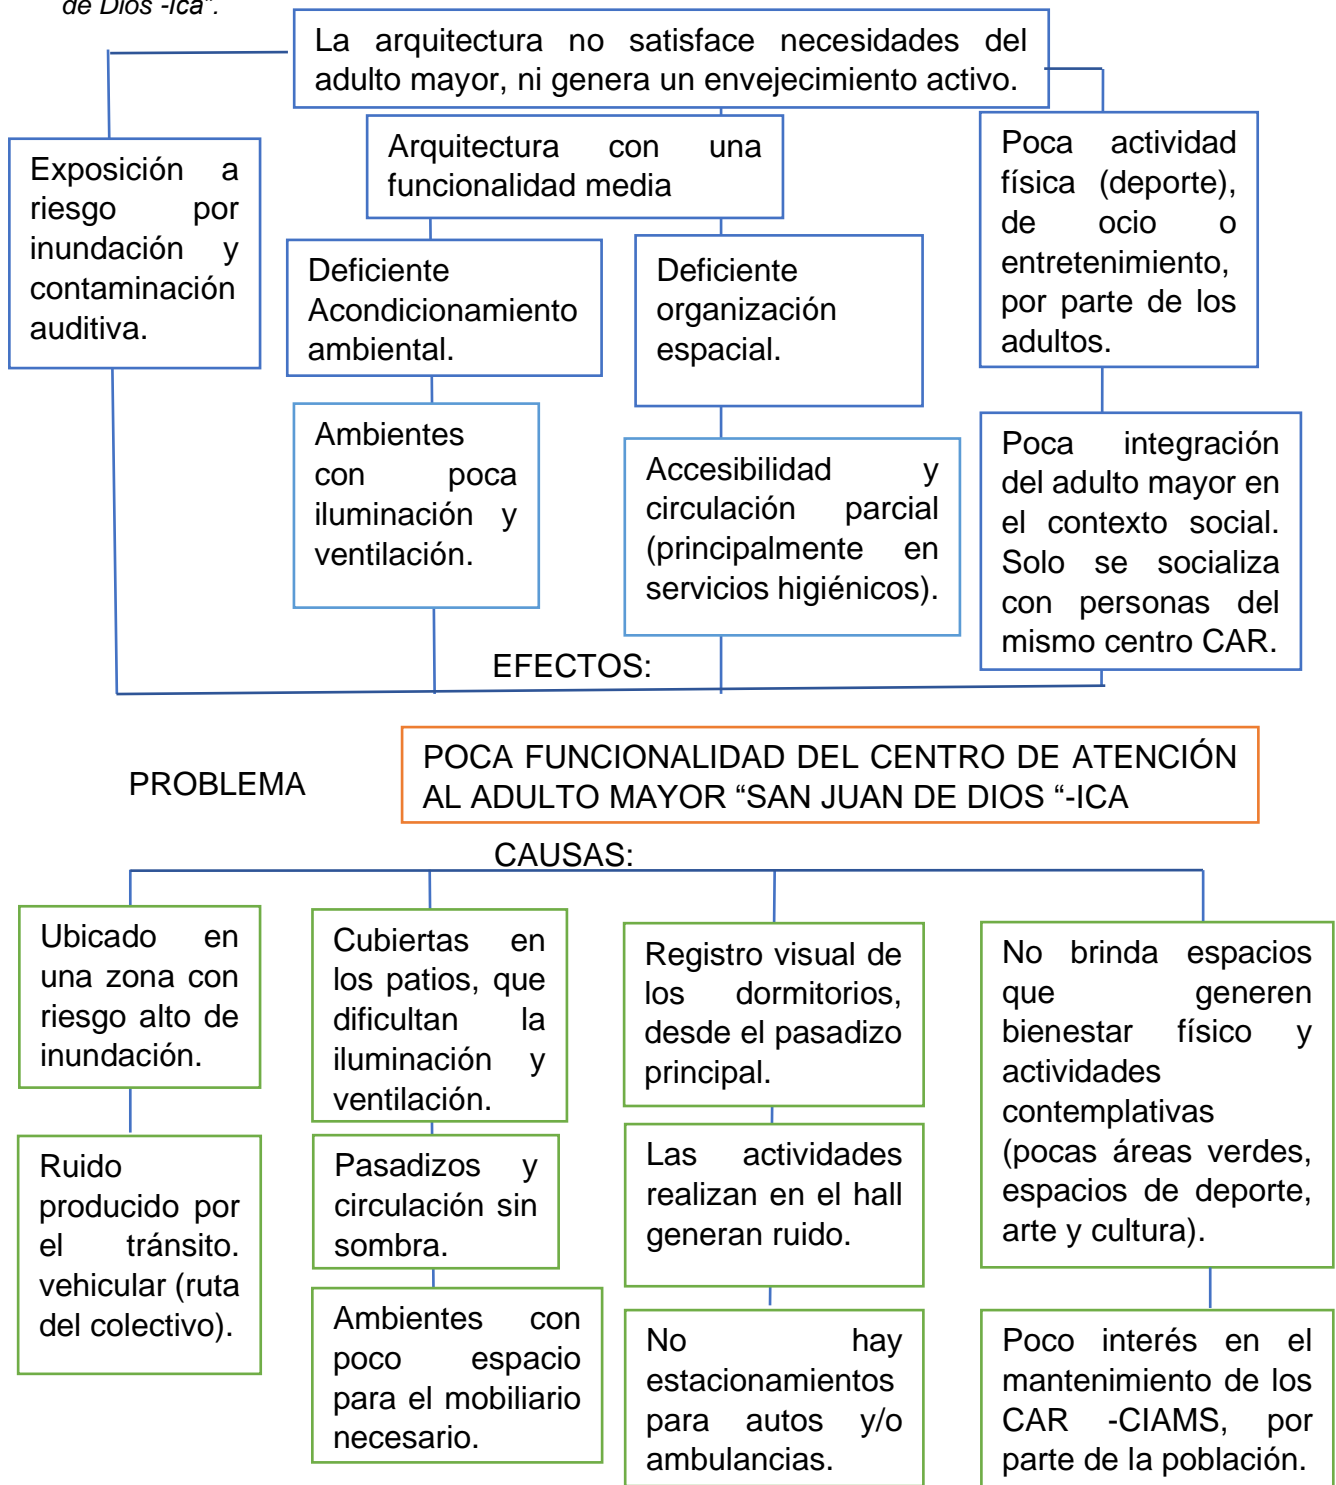 de Dios -Ica".
La arquitectura no satisface necesidades del
adulto mayor, ni genera un envejecimiento activo.
Exposición a
riesgo por
inundación y
contaminación
auditiva.
Arquitectura con una
funcionalidad media
Poca actividad
física (deporte),
de ocio o
entretenimiento,
por parte de los
adultos.
Deficiente
Acondicionamiento
ambiental.
Deficiente
organización
espacial.
Ambientes
con poca
iluminación y
ventilación.
Accesibilidad y
circulación parcial
(principalmente en
servicios higiénicos).
Poca integración
del adulto mayor en
el contexto social.
Solo se socializa
con personas del
mismo centro CAR.
EFECTOS:
PROBLEMA
POCA FUNCIONALIDAD DEL CENTRO DE ATENCIÓN
AL ADULTO MAYOR “SAN JUAN DE DIOS “-ICA
CAUSAS:
Ubicado en
una zona con
riesgo alto de
inundación.
Ruido
producido por
el tránsito.
vehicular (ruta
del colectivo).
Cubiertas en
los patios, que
dificultan la
iluminación y
ventilación.
Pasadizos y
circulación sin
sombra.
Ambientes con
poco espacio
para el mobiliario
necesario.
Registro visual de
los dormitorios,
desde el pasadizo
principal.
Las actividades
realizan en el hall
generan ruido.
No hay
estacionamientos
para autos y/o
ambulancias.
No brinda espacios
que generen
bienestar físico y
actividades
contemplativas
(pocas áreas verdes,
espacios de deporte,
arte y cultura).
Poco interés en el
mantenimiento de los
CAR -CIAMS, por
parte de la población.